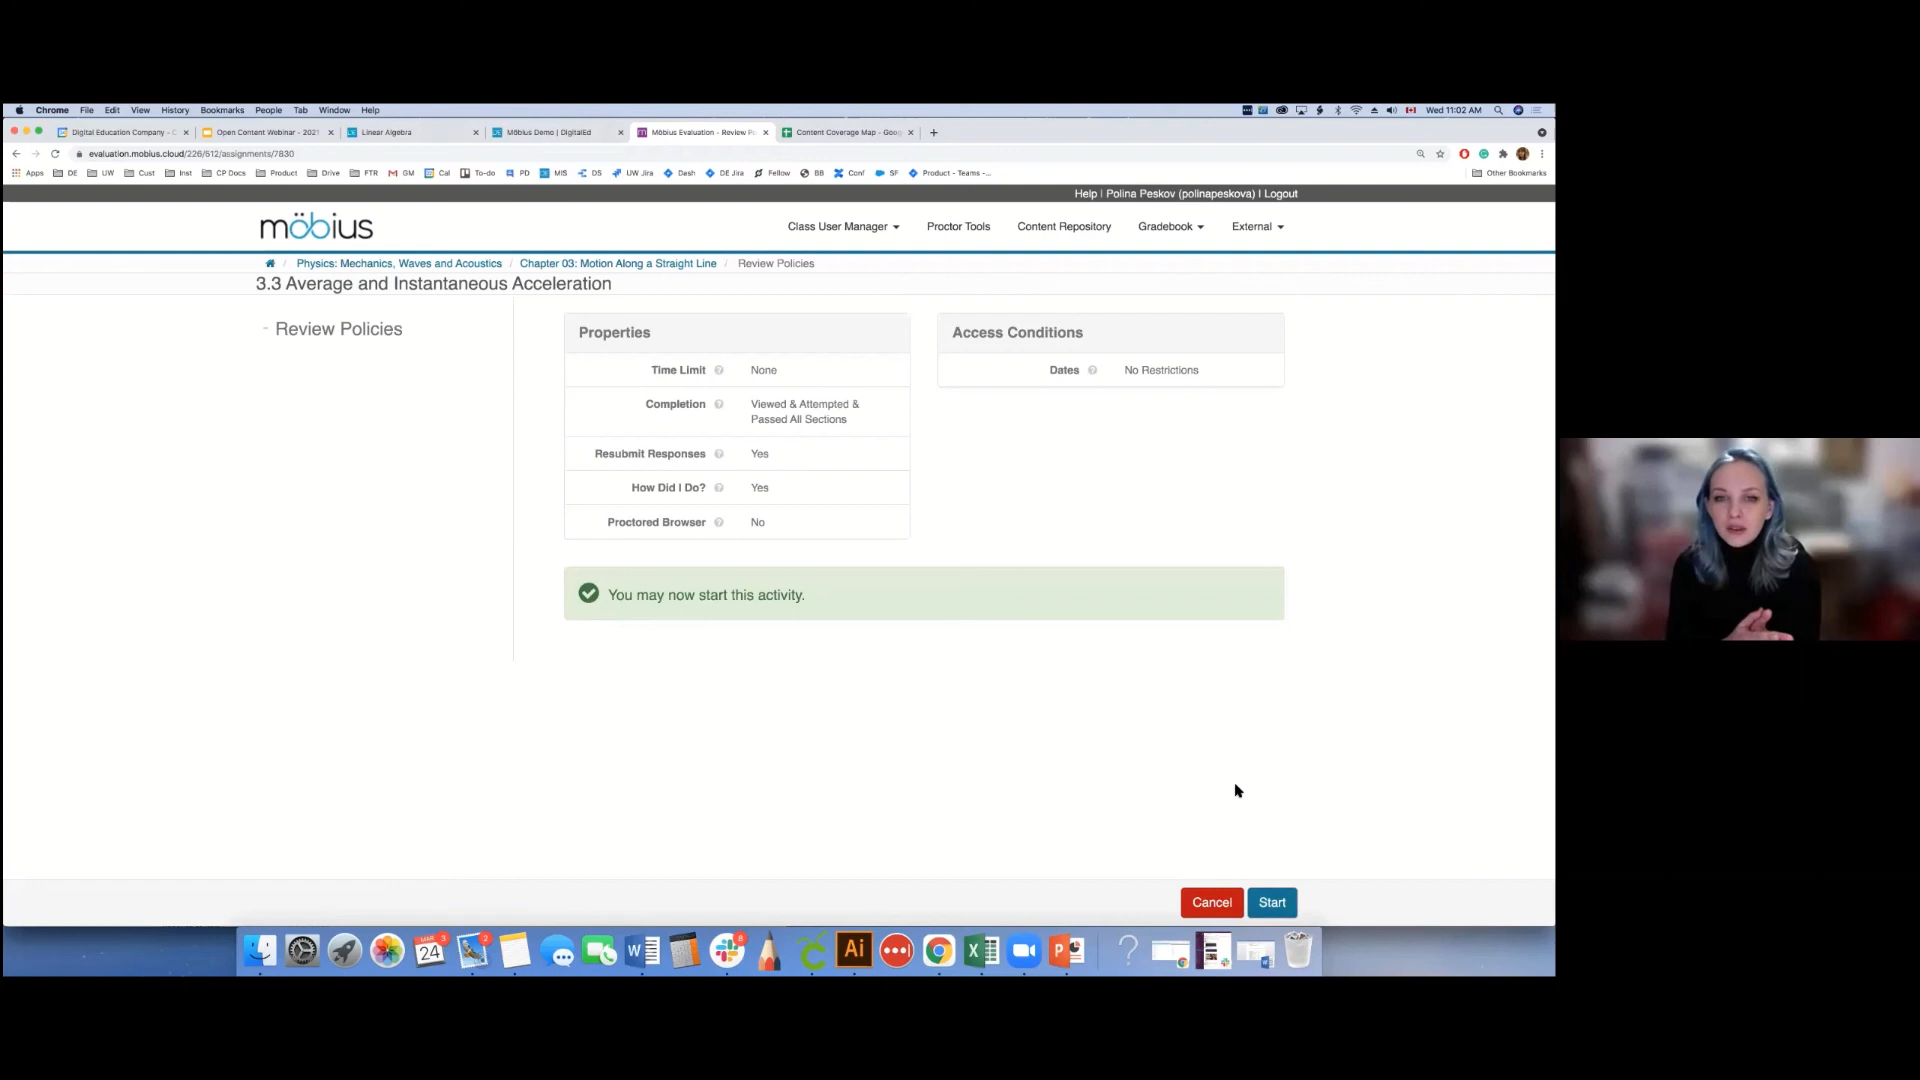 Chrome File Edit View History Bookmarks People Tab Window Help Wed 11:02 AM
Digital Education Company - C Open Content Webinar - 2021 Linear Algebra Möbius Demo | DigitalEd Möbius Evaluation - Review Po Content Coverage Map - Goo
evaluation.mobius.cloud/226/612/assignments/7830
Apps DE UW Cust Inst CP Docs Product Drive FTR GM Cal To-do PD MIS DS UW Jira Dash DE Jira Fellow BB Conf SF Product - Teams -... Other Bookmarks
Help | Polina Peskov (polinapeskova) | Logout
möbius
Class User Manager Proctor Tools Content Repository Gradebook External
/ Physics: Mechanics, Waves and Acoustics / Chapter 03: Motion Along a Straight Line / Review Policies
3.3 Average and Instantaneous Acceleration
- Review Policies
Properties
Time Limit None
Completion Viewed & Attempted &
Passed All Sections
Resubmit Responses Yes
How Did I Do? Yes
Proctored Browser No
Access Conditions
Dates No Restrictions
You may now start this activity.
Cancel Start
MAR 24 3 2 W 8 Ai X P